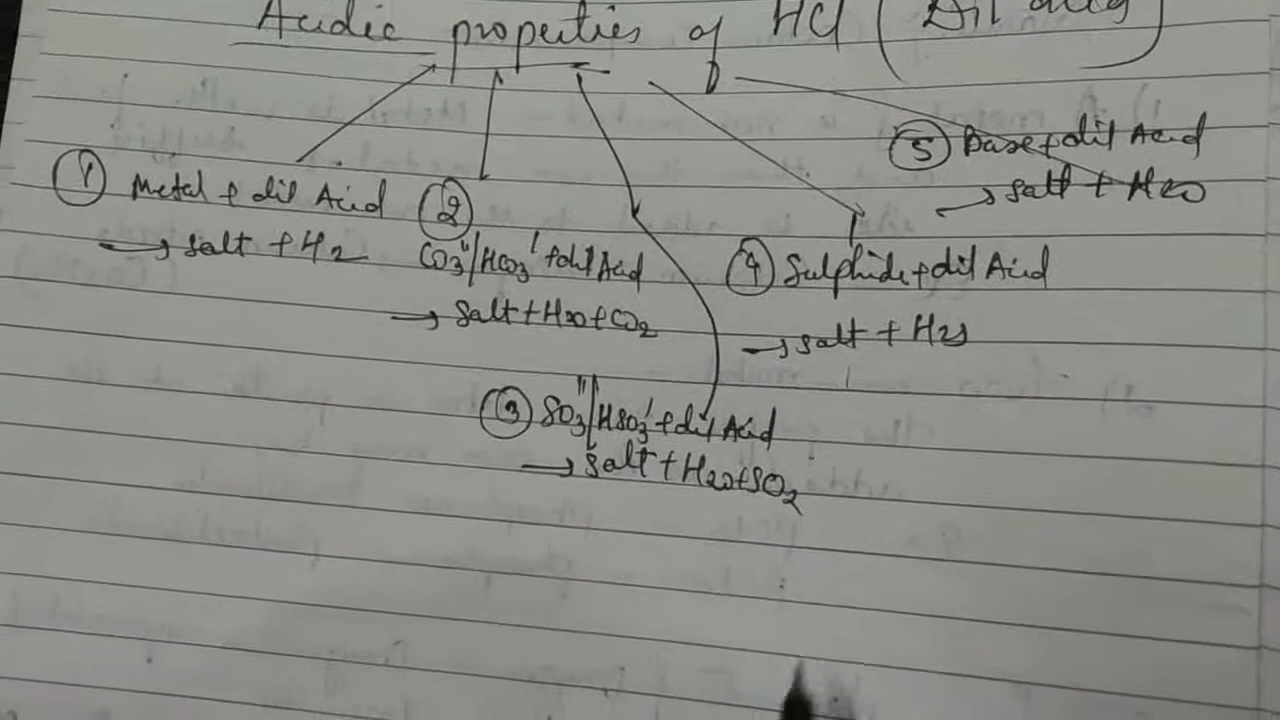 Acidic properties of HCl (Dil acid)
① Metal + dil Acid
→ salt + H2
② CO3"/HCO3' + dil Acid
→ Salt + H2O + CO2
③ SO3"/HSO3' + dil Acid
→ Salt + H2O + SO2
④ Sulphide + dil Acid
→ salt + H2S
⑤ Base + dil Acid
→ salt + H2O